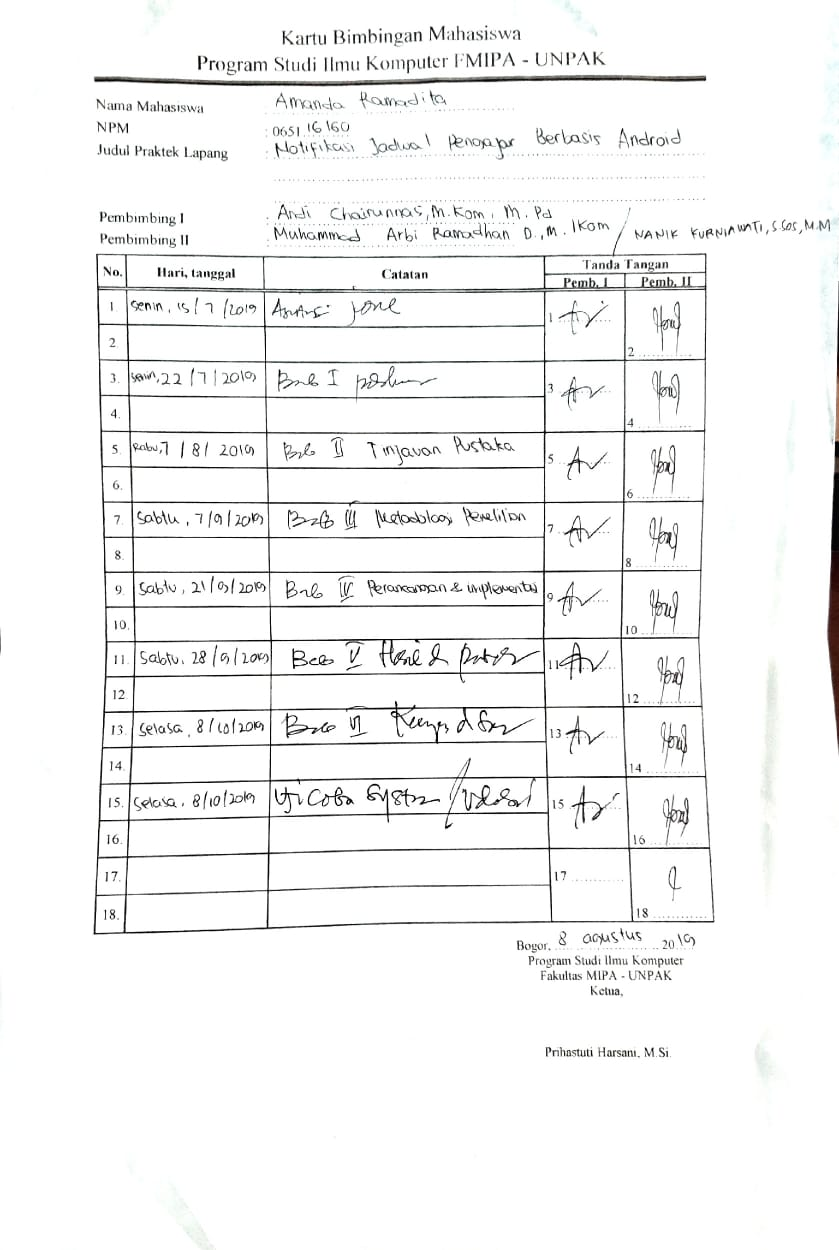 Kartu Bimbingan Mahasiswa
Program Studi Ilmu Komputer FMIPA - UNPAK
Nama Mahasiswa : Amanda Ramadita
NPM : 0651 16 160
Judul Praktek Lapang : Notifikasi Jadwal Pengajar Berbasis Android
Pembimbing I : Andi Chairunnas, M.Kom, M.Pd
Pembimbing II : Muhammad Arbi Ramadhan D., M.Ikom / NANIK KURNIAWATI, S.Sos, M.M
No. Hari, tanggal Catatan Tanda Tangan
Pemb. I Pemb. II
1. Senin, 15/7/2019 1
2. 2
3. Senin, 22/7/2019 Bab I 3
4. 4
5. Rabu, 7/8/2019 Bab II Tinjauan Pustaka 5
6. 6
7. Sabtu, 7/9/2019 Bab III Metodologi Penelitian 7
8. 8
9. Sabtu, 21/9/2019 Bab IV Perancangan & implementasi 9
10. 10
11. Sabtu, 28/9/2019 Bab V 11
12. 12
13. Selasa, 8/10/2019 Bab VI 13
14. 14
15. Selasa, 8/10/2019 Uji Coba 15
16. 16
17. 17
18. 18
Bogor, 8 agustus 2019
Program Studi Ilmu Komputer
Fakultas MIPA - UNPAK
Ketua,
Prihastuti Harsani, M.Si.